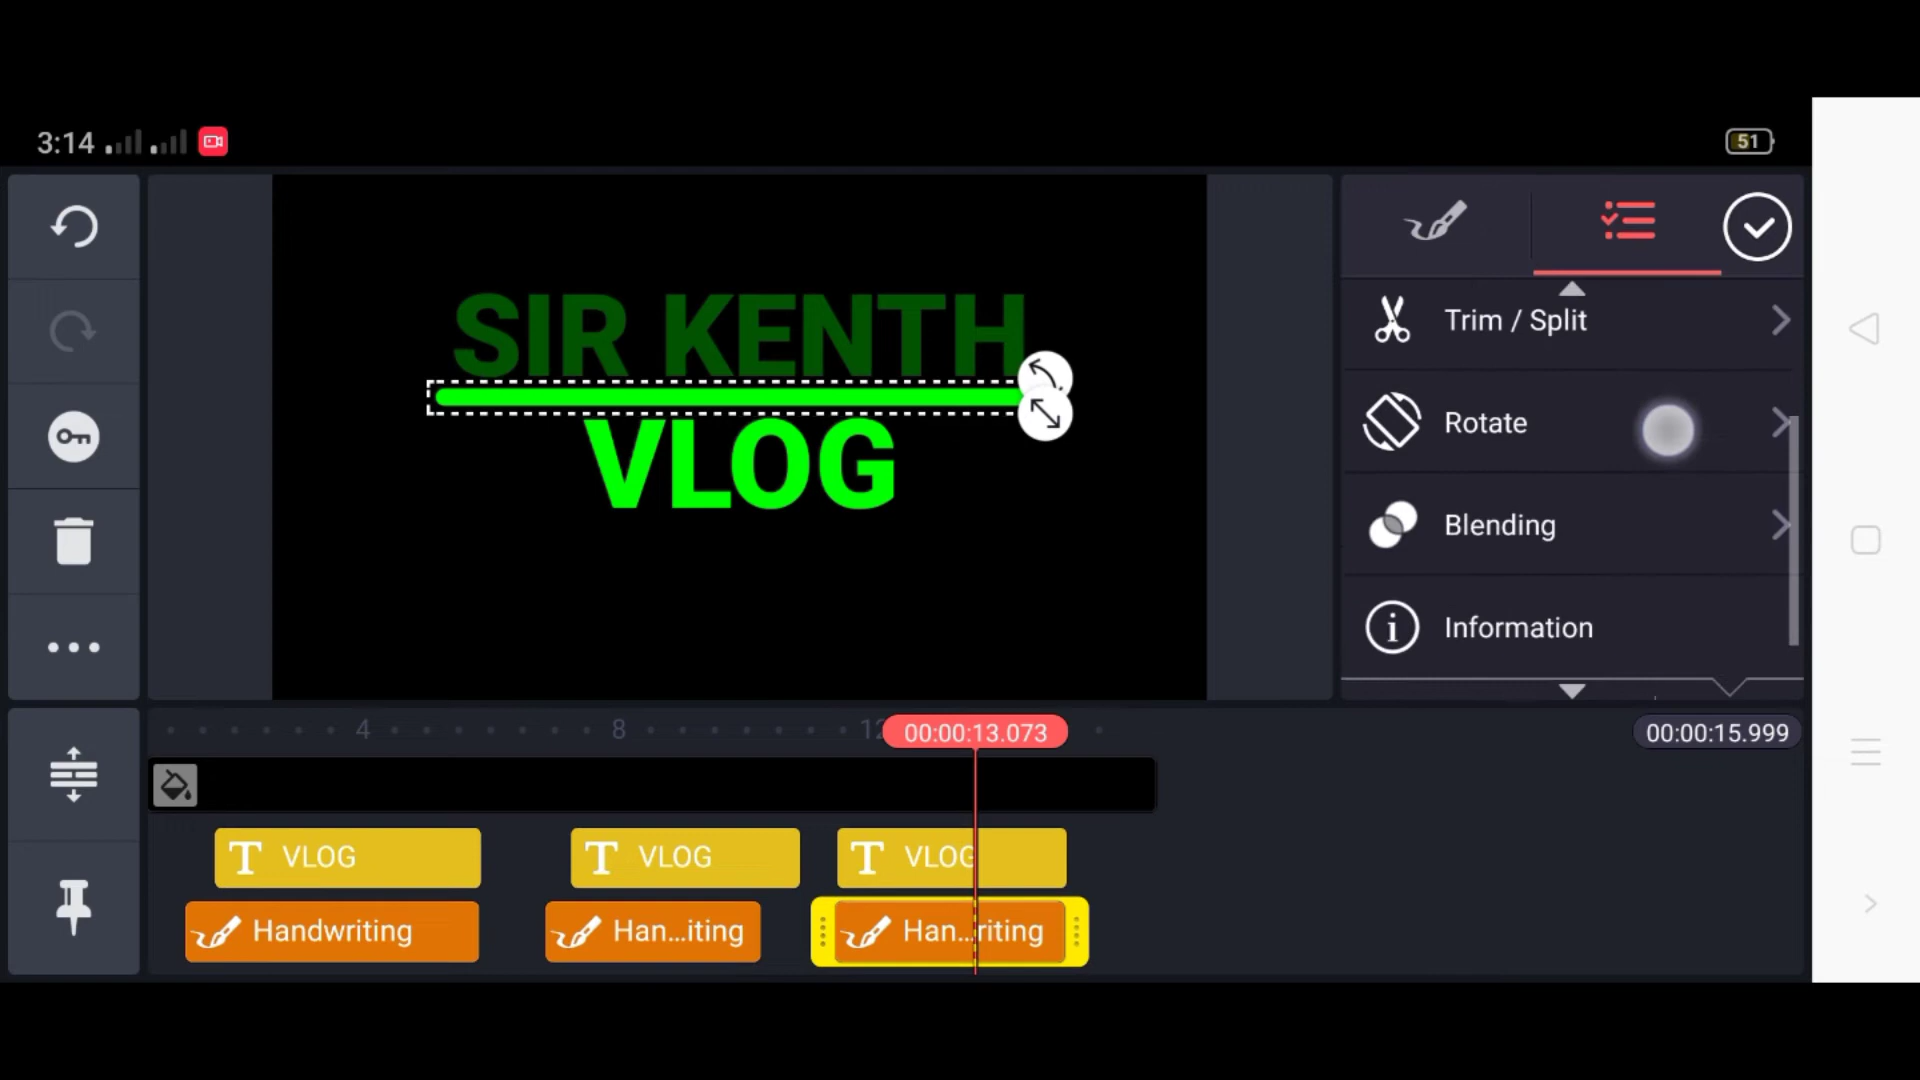 3:14
51
SIR KENTH
VLOG
Trim / Split
Rotate
Blending
Information
4 8 12 00:00:13.073 00:00:15.999
T VLOG T VLOG T VLOG
Handwriting Han...iting Han...riting